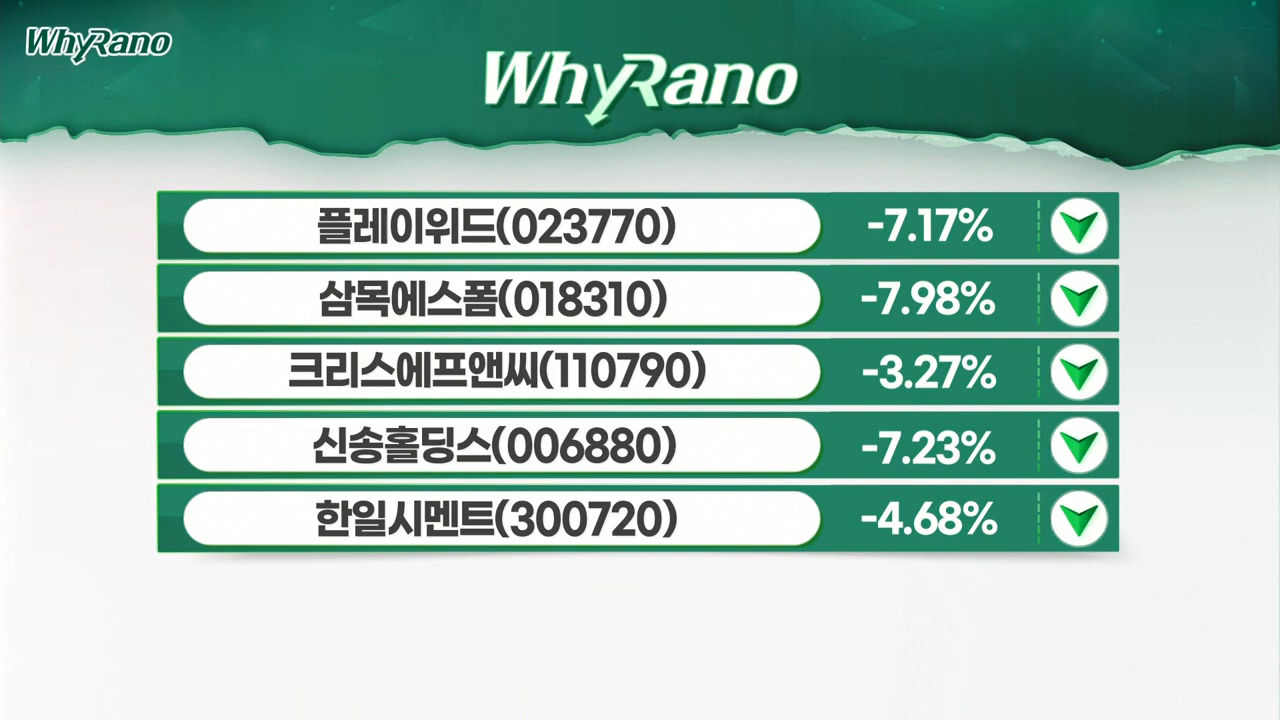 WhyRano
WhyRano
플레이위드(023770) -7.17%
삼목에스폼(018310) -7.98%
크리스에프앤씨(110790) -3.27%
신송홀딩스(006880) -7.23%
한일시멘트(300720) -4.68%